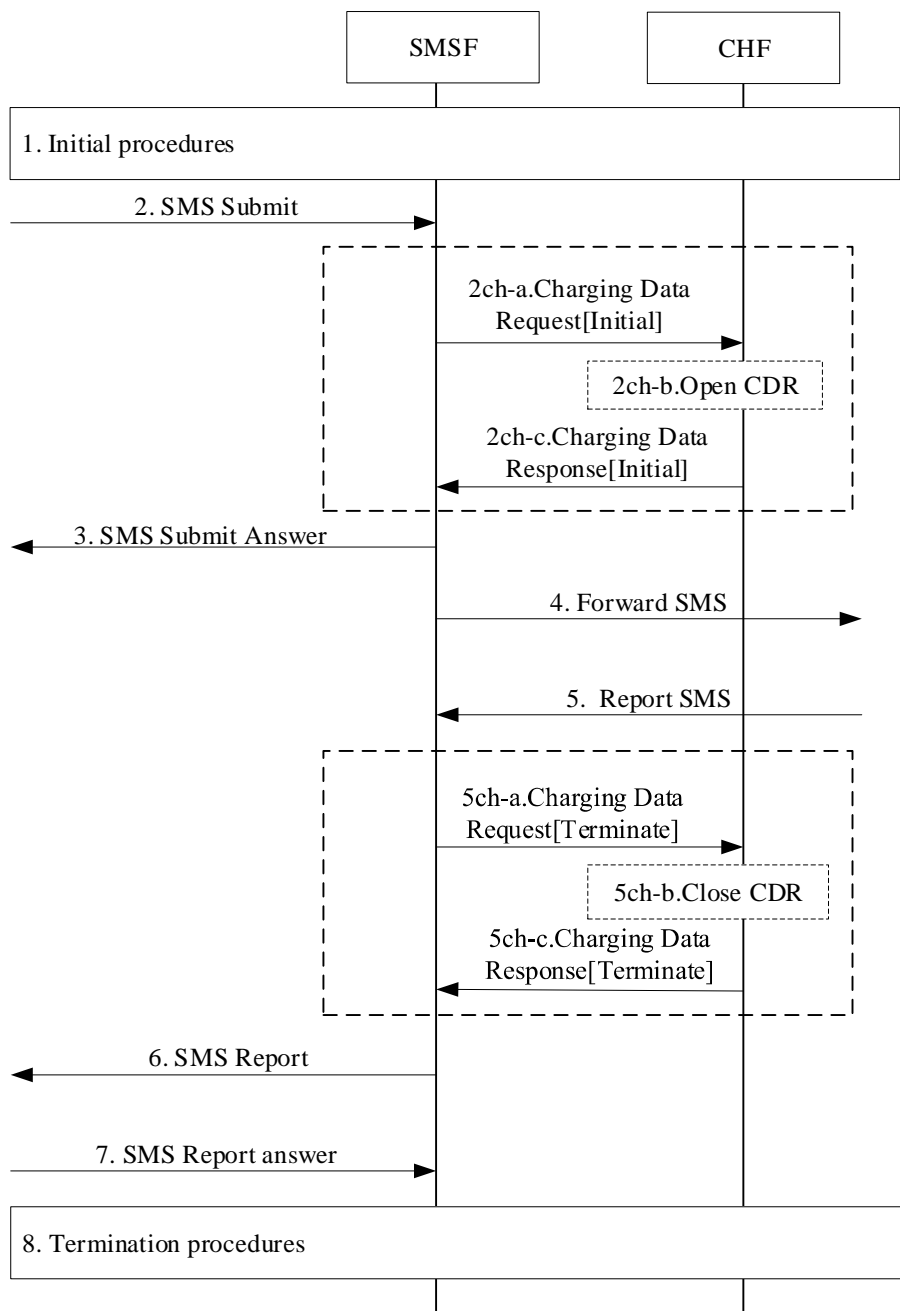 SMSF
CHF
1. Initial procedures
2. SMS Submit
2ch-a.Charging Data
Request[Initial]
2ch-b.Open CDR
2ch-c.Charging Data
Response[Initial]
3. SMS Submit Answer
4. Forward SMS
5. Report SMS
5ch-a.Charging Data
Request[Terminate]
5ch-b.Close CDR
5ch-c.Charging Data
Response[Terminate]
6. SMS Report
7. SMS Report answer
8. Termination procedures